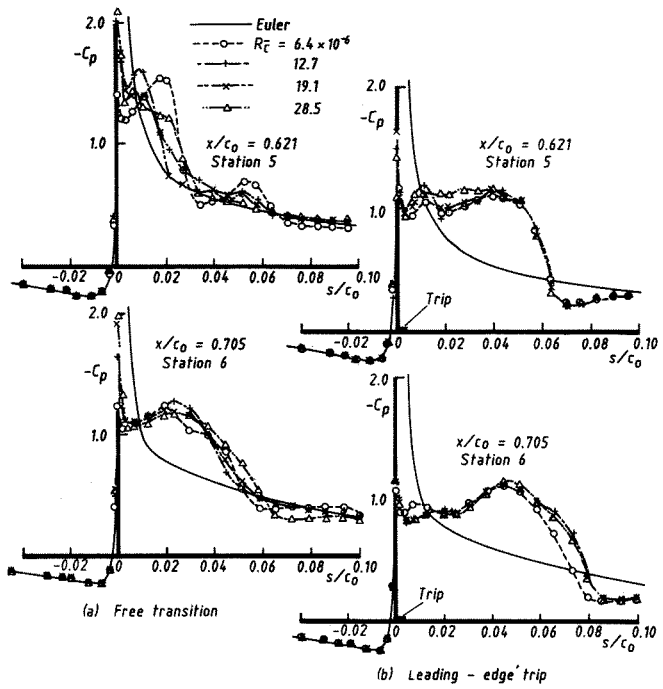 2.0
-Cp
1.0
Euler
Rc̄ = 6.4 × 10⁻⁶
12.7
19.1
28.5
x/c₀ = 0.621
Station 5
-0.02 0 0.02 0.04 0.06 0.08 0.10
s/c₀
2.0
-Cp
1.0
x/c₀ = 0.621
Station 5
Trip
-0.02 0 0.02 0.04 0.06 0.08 0.10
s/c₀
2.0
-Cp
1.0
x/c₀ = 0.705
Station 6
-0.02 0 0.02 0.04 0.06 0.08 0.10
s/c₀
(a) Free transition
2.0
-Cp
1.0
x/c₀ = 0.705
Station 6
Trip
-0.02 0 0.02 0.04 0.06 0.08 0.10
s/c₀
(b) Leading - edge' trip